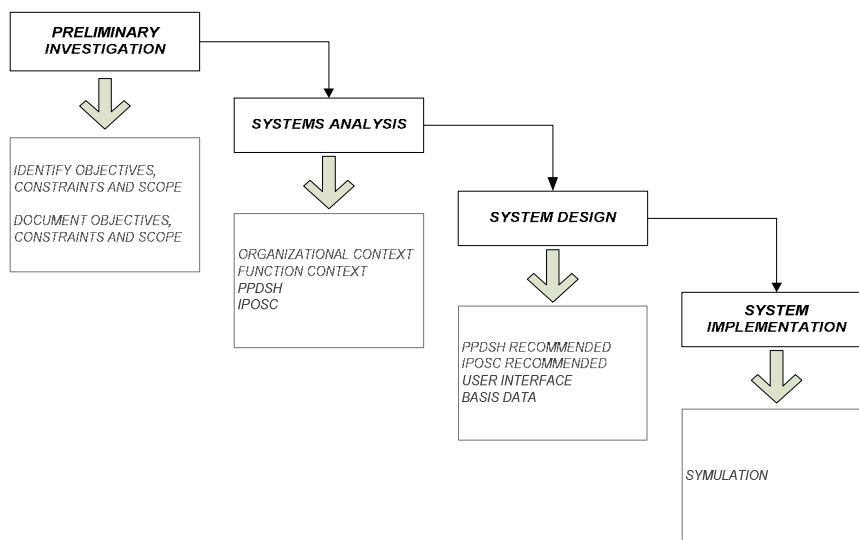 PRELIMINARY
INVESTIGATION
IDENTIFY OBJECTIVES,
CONSTRAINTS AND SCOPE
DOCUMENT OBJECTIVES,
CONSTRAINTS AND SCOPE
SYSTEMS ANALYSIS
ORGANIZATIONAL CONTEXT
FUNCTION CONTEXT
PPDSH
IPOSC
SYSTEM DESIGN
PPDSH RECOMMENDED
IPOSC RECOMMENDED
USER INTERFACE
BASIS DATA
SYSTEM
IMPLEMENTATION
SYMULATION